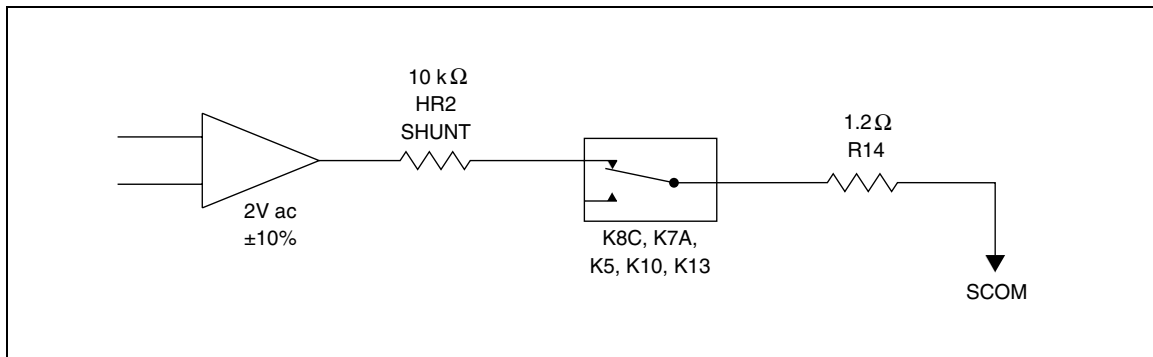 10 kΩ
HR2
SHUNT
2V ac
±10%
K8C, K7A,
K5, K10, K13
1.2Ω
R14
SCOM